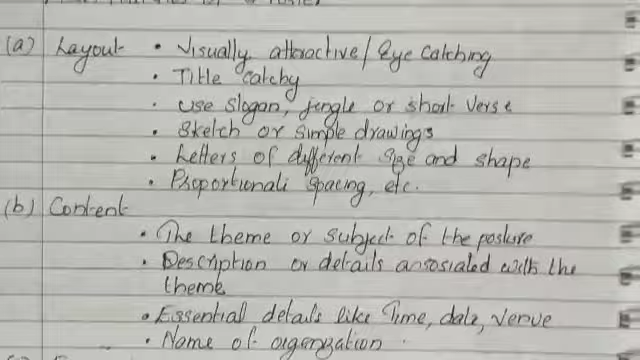 (a) Layout • Visually attractive/ Eye Catching
• Title catchy
• use slogan, jingle or short verse
• Sketch or simple drawings
• Letters of different size and shape
• Proportionali spacing, etc.
(b) Content
• The theme or subject of the posture
• Description or details anssiated with the
theme
• Essential details like Time, date, venue
• Name of organization.